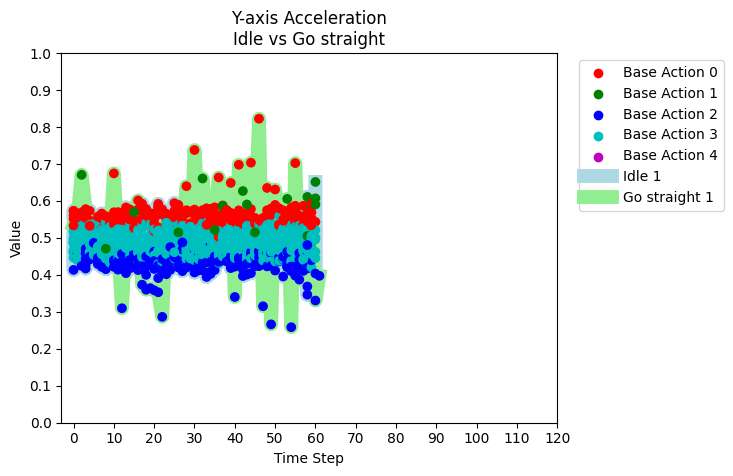 Y-axis Acceleration
Idle vs Go straight
1.0
0.9
0.8
0.7
0.6
0.5
0.4
0.3
0.2
0.1
0.0
Value
0 10 20 30 40 50 60 70 80 90 100 110 120
Time Step
Base Action 0
Base Action 1
Base Action 2
Base Action 3
Base Action 4
Idle 1
Go straight 1